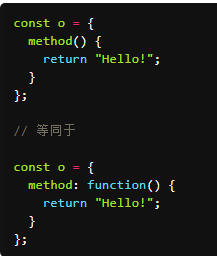 const o = {
  method() {
    return "Hello!";
  }
};
// 等同于
const o = {
  method: function() {
    return "Hello!";
  }
};